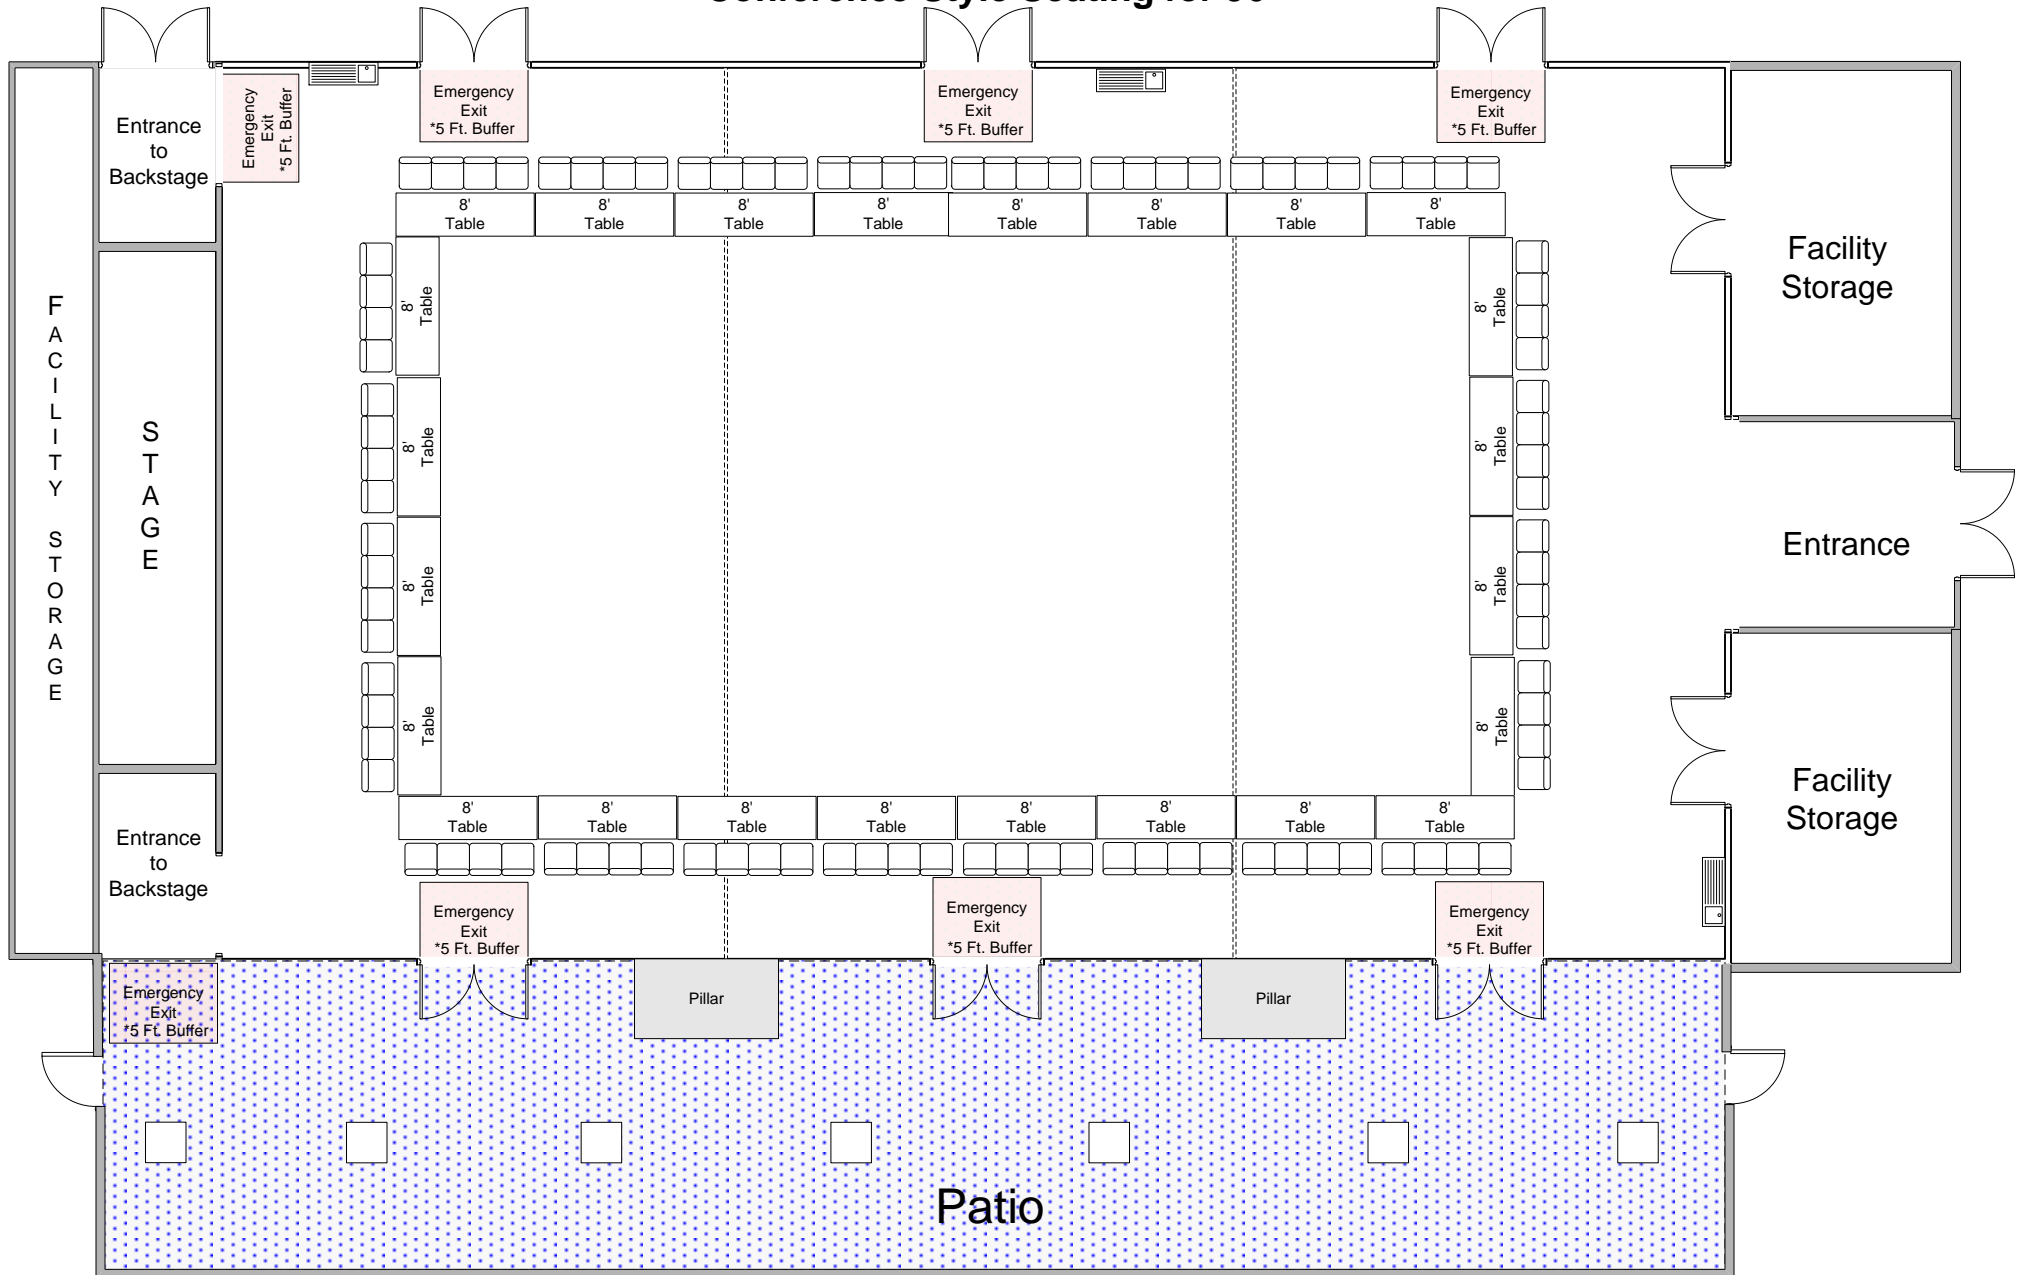 Conference Style Seating for
Emergency
Exit
*5 Ft. Buffer
Emergency
Exit
*5 Ft. Buffer
Emergency
Exit
*5 Ft. Buffer
Emergency
Exit
*5 Ft. Buffer
Entrance
to
Backstage
8'
Table
8'
Table
8'
Table
8'
Table
8'
Table
8'
Table
8'
Table
8'
Table
FACILITY STORAGE
STAGE
8'
Table
8'
Table
8'
Table
8'
Table
8'
Table
8'
Table
8'
Table
8'
Table
Facility
Storage
Entrance
Facility
Storage
8'
Table
8'
Table
8'
Table
8'
Table
8'
Table
8'
Table
8'
Table
8'
Table
Entrance
to
Backstage
Emergency
Exit
*5 Ft. Buffer
Emergency
Exit
*5 Ft. Buffer
Emergency
Exit
*5 Ft. Buffer
Emergency
Exit
*5 Ft. Buffer
Pillar
Pillar
Patio